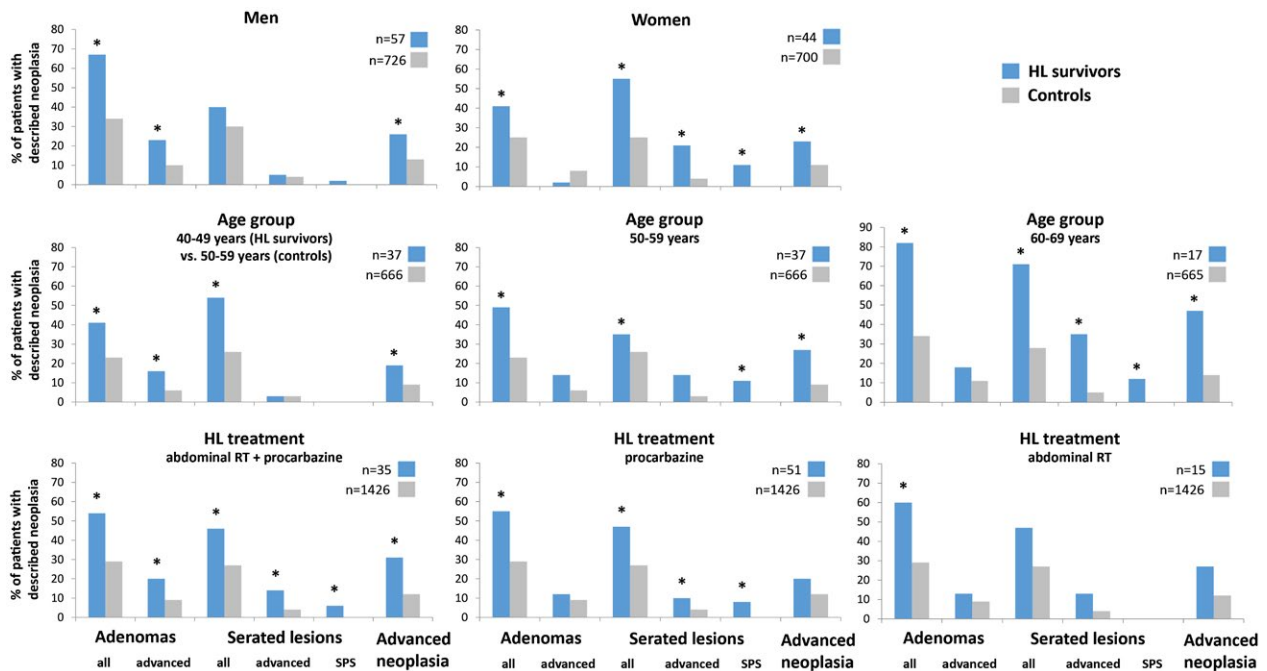 Men
80
70
60
50
40
30
20
10
0
% of patients with
described neoplasia
*
*
*
n=57
n=726
Women
80
70
60
50
40
30
20
10
0
*
*
*
*
*
n=44
n=700
HL survivors
Controls
Age group
40-49 years (HL survivors)
vs. 50-59 years (controls)
80
70
60
50
40
30
20
10
0
% of patients with
described neoplasia
*
*
*
*
n=37
n=666
Age group
50-59 years
80
70
60
50
40
30
20
10
0
*
*
*
*
n=37
n=666
Age group
60-69 years
90
80
70
60
50
40
30
20
10
0
*
*
*
*
*
n=17
n=665
HL treatment
abdominal RT + procarbazine
80
70
60
50
40
30
20
10
0
% of patients with
described neoplasia
*
*
*
*
*
*
n=35
n=1426
HL treatment
procarbazine
80
70
60
50
40
30
20
10
0
*
*
*
*
n=51
n=1426
HL treatment
abdominal RT
80
70
60
50
40
30
20
10
0
*
n=15
n=1426
Adenomas Serated lesions Advanced
all advanced all advanced SPS neoplasia
Adenomas Serated lesions Advanced
all advanced all advanced SPS neoplasia
Adenomas Serated lesions Advanced
all advanced all advanced SPS neoplasia